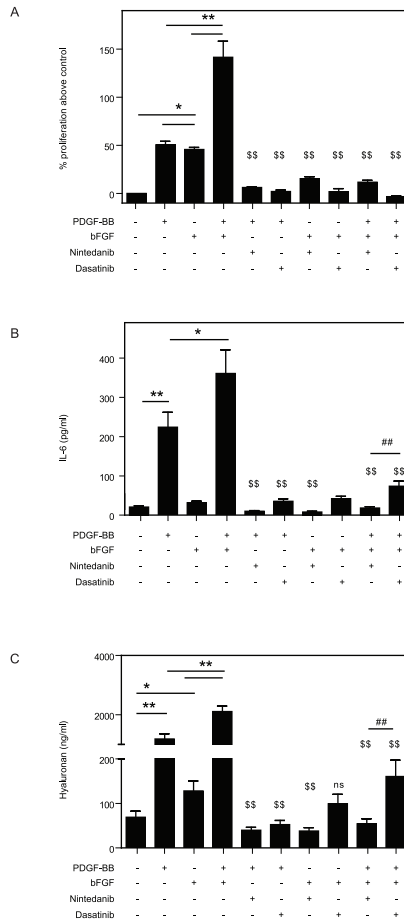 A
**
150
*
100
% proliferation above control
50
$$ $$ $$ $$ $$ $$
0
PDGF-BB - + - + + + - - + +
bFGF - - + + - - + + + +
Nintedanib - - - - + - + - + -
Dasatinib - - - - - + - + - +
B
*
400
**
300
IL-6 (pg/ml)
200
##
100
$$ $$ $$ $$ $$
0
PDGF-BB - + - + + + - - + +
bFGF - - + + - - + + + +
Nintedanib - - - - + - + - + -
Dasatinib - - - - - + - + - +
C
4000
**
*
**
2000
##
Hyaluronan (ng/ml)
200
$$ $$ $$ ns $$ $$
100
0
PDGF-BB - + - + + + - - + +
bFGF - - + + - - + + + +
Nintedanib - - - - + - + - + -
Dasatinib - - - - - + - + - +